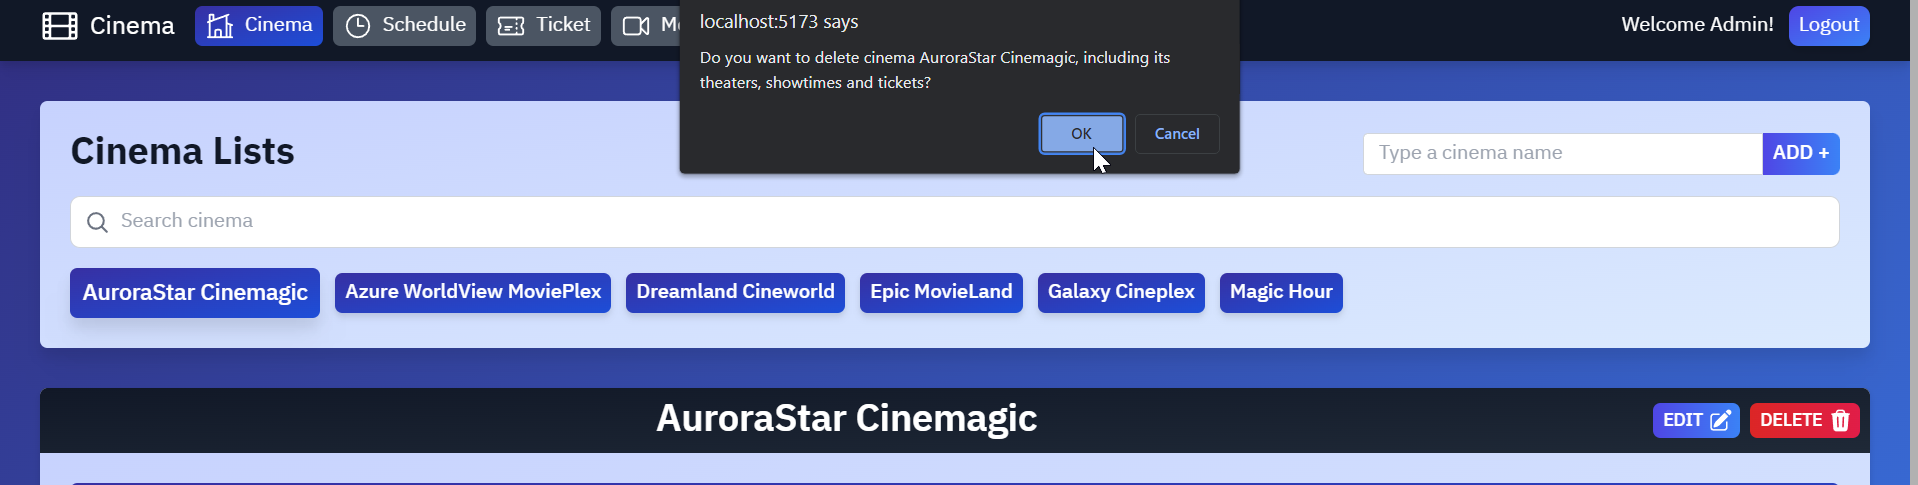 Cinema
Cinema
Schedule
Ticket
localhost:5173 says
Do you want to delete cinema AuroraStar Cinemagic, including its
theaters, showtimes and tickets?
OK
Cancel
Welcome Admin!
Logout
Cinema Lists
Type a cinema name
ADD +
Search cinema
AuroraStar Cinemagic
Azure WorldView MoviePlex
Dreamland Cineworld
Epic MovieLand
Galaxy Cineplex
Magic Hour
AuroraStar Cinemagic
EDIT
DELETE